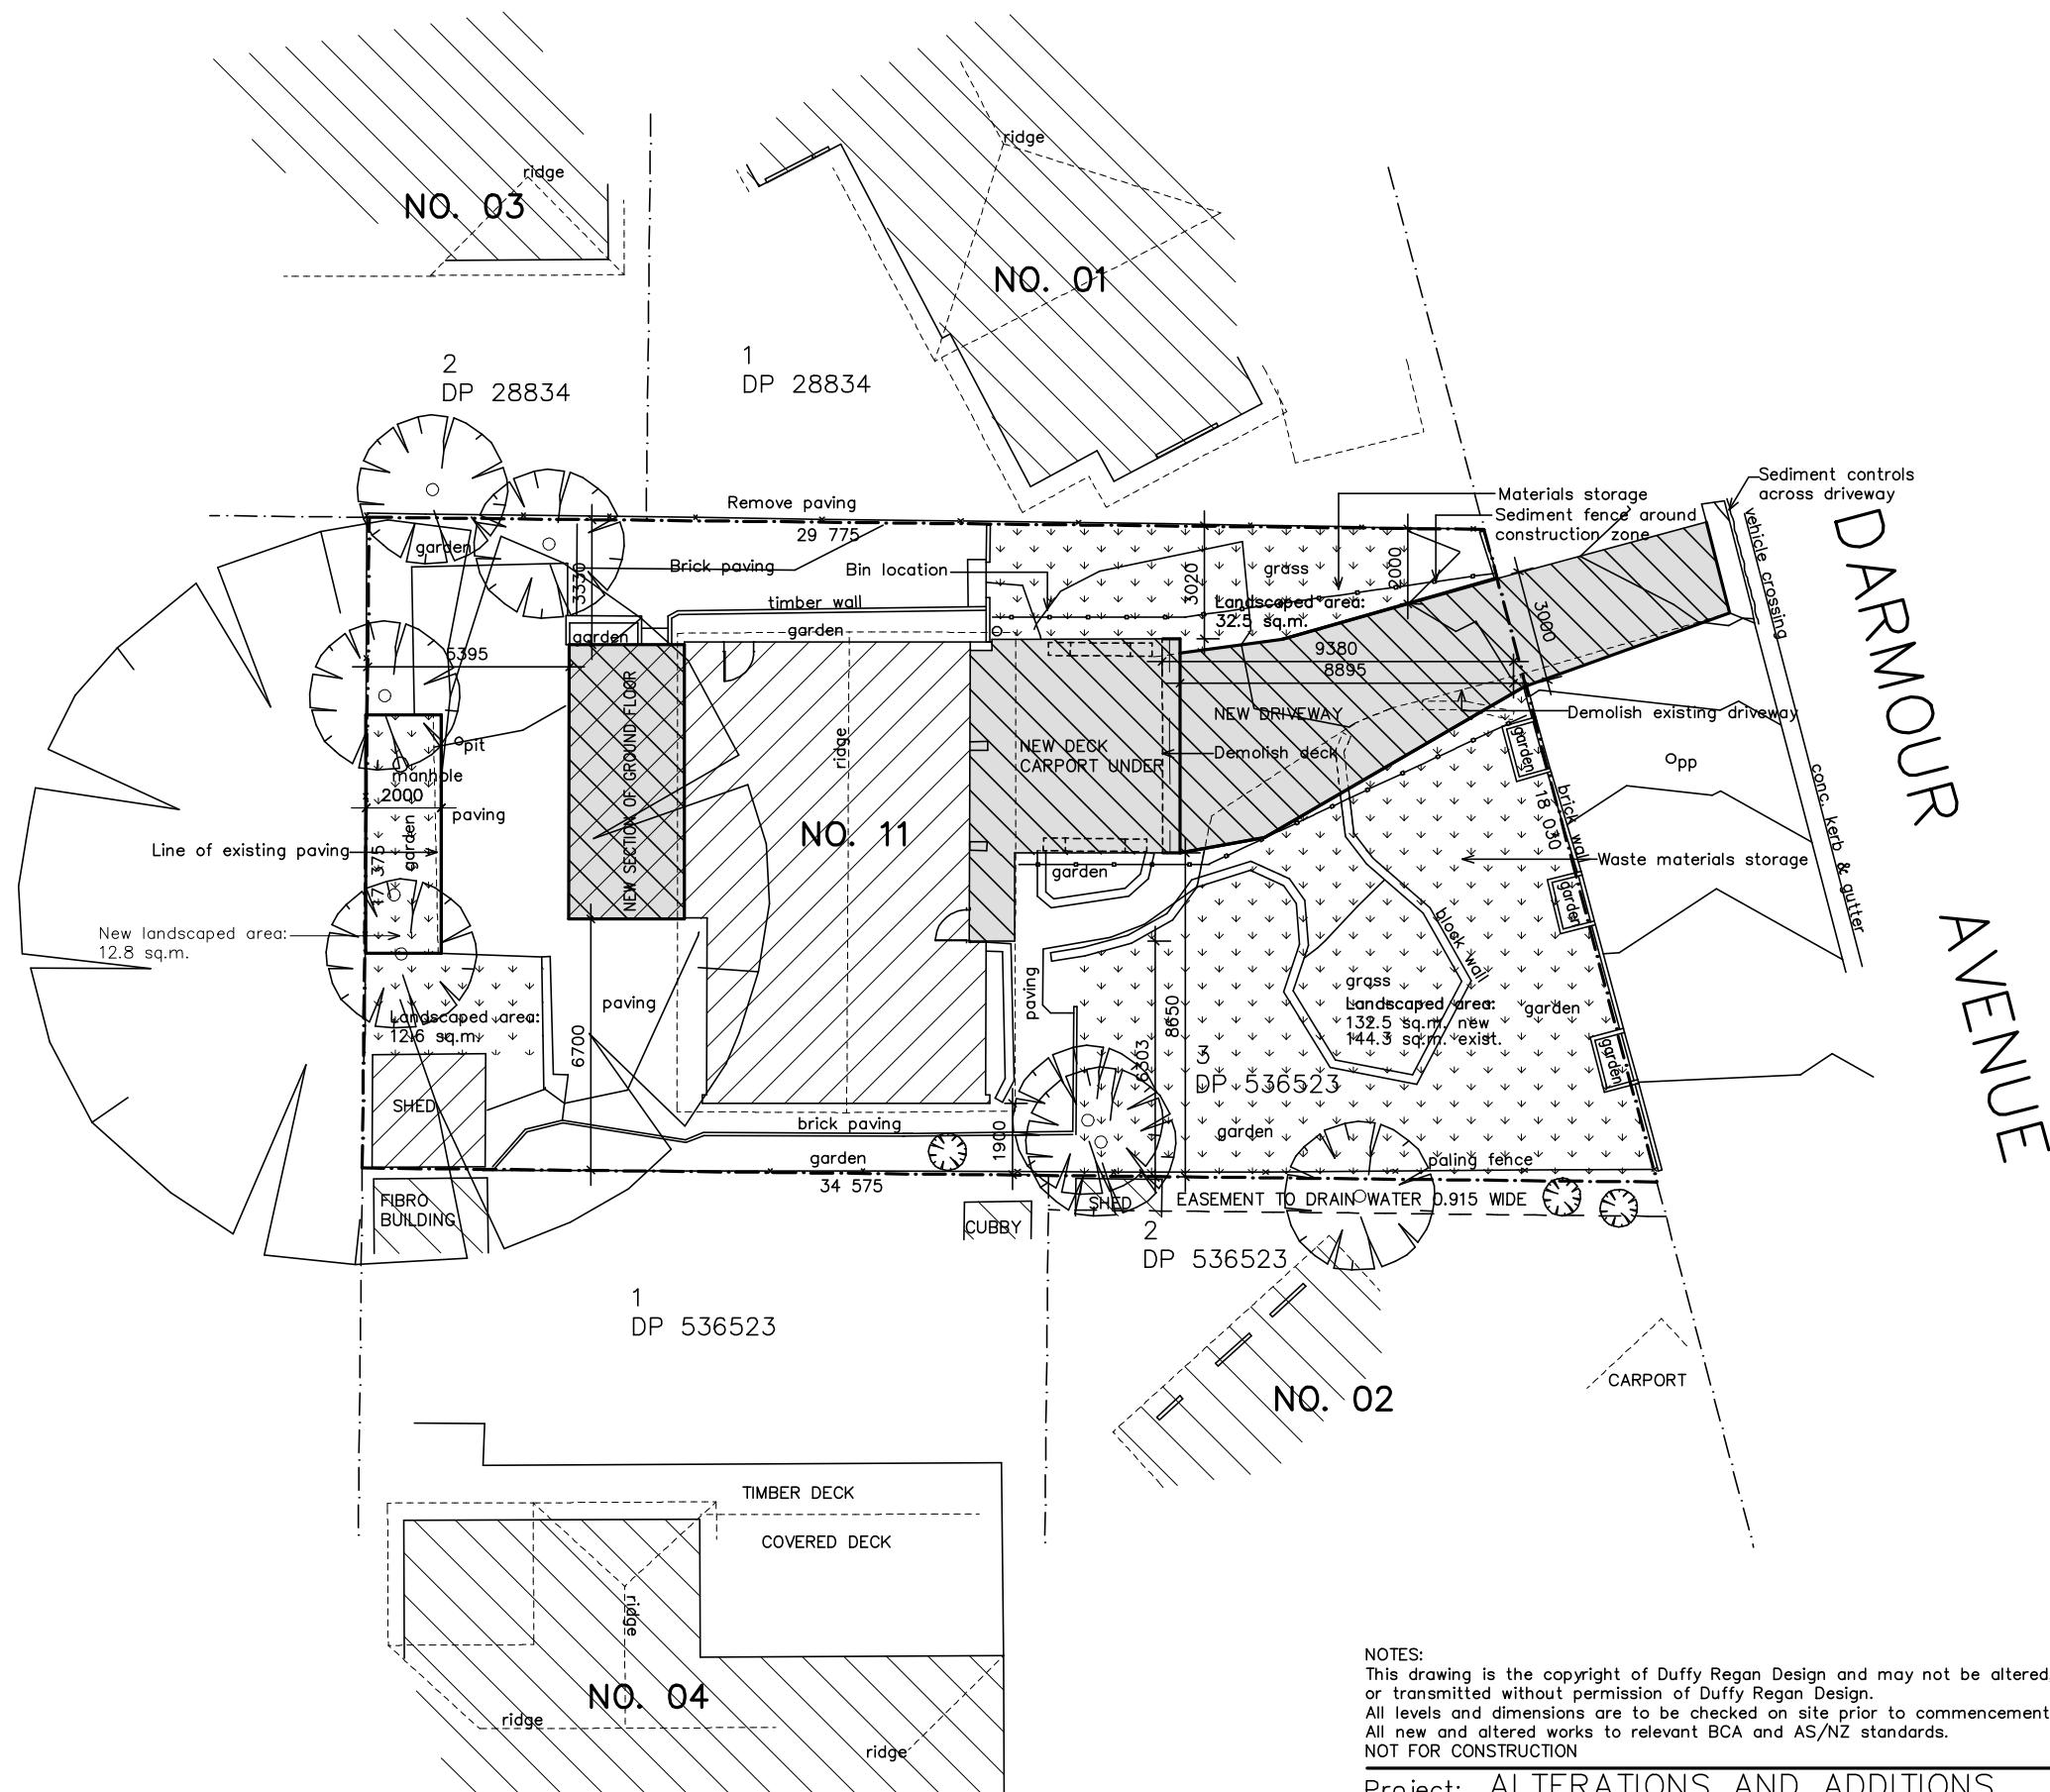 ridge
NO. 03
ridge
NO. 01
2
DP 28834
1
DP 28834
Remove paving
29 775
Sediment controls
across driveway
Materials storage
Sediment fence around
construction zone
vehicle crossing
DARMOUR
AVENUE
garden
3330
Brick paving
Bin location
timber wall
garden
garden
5395
3020
grass
2000
Landscaped area:
32.5 sq.m.
3000
9380
8895
NEW DRIVEWAY
Demolish existing driveway
Demolish deck
NEW DECK
CARPORT UNDER
NEW SECTION OF GROUND FLOOR
ridge
NO. 11
pit
manhole
2000
paving
Line of existing paving
garden
17 375
New landscaped area:
12.8 sq.m.
Landscaped area:
12.6 sq.m.
SHED
paving
6700
garden
paving
garden
garden
garden
brick wall
18 030
pp
conc. kerb & gutter
Waste materials storage
block wall
grass
Landscaped area:
132.5 sq.m. new
144.3 sq.m. exist.
garden
8650
6303
3
DP 536523
garden
1900
brick paving
garden
34 575
paling fence
EASEMENT TO DRAIN WATER 0.915 WIDE
FIBRO
BUILDING
CUBBY
SHED
2
DP 536523
1
DP 536523
NO. 02
CARPORT
TIMBER DECK
COVERED DECK
ridge
NO. 04
ridge
ridge
NOTES:
This drawing is the copyright of Duffy Regan Design and may not be altered,
or transmitted without permission of Duffy Regan Design.
All levels and dimensions are to be checked on site prior to commencement
All new and altered works to relevant BCA and AS/NZ standards.
NOT FOR CONSTRUCTION
Project: ALTERATIONS AND ADDITIONS